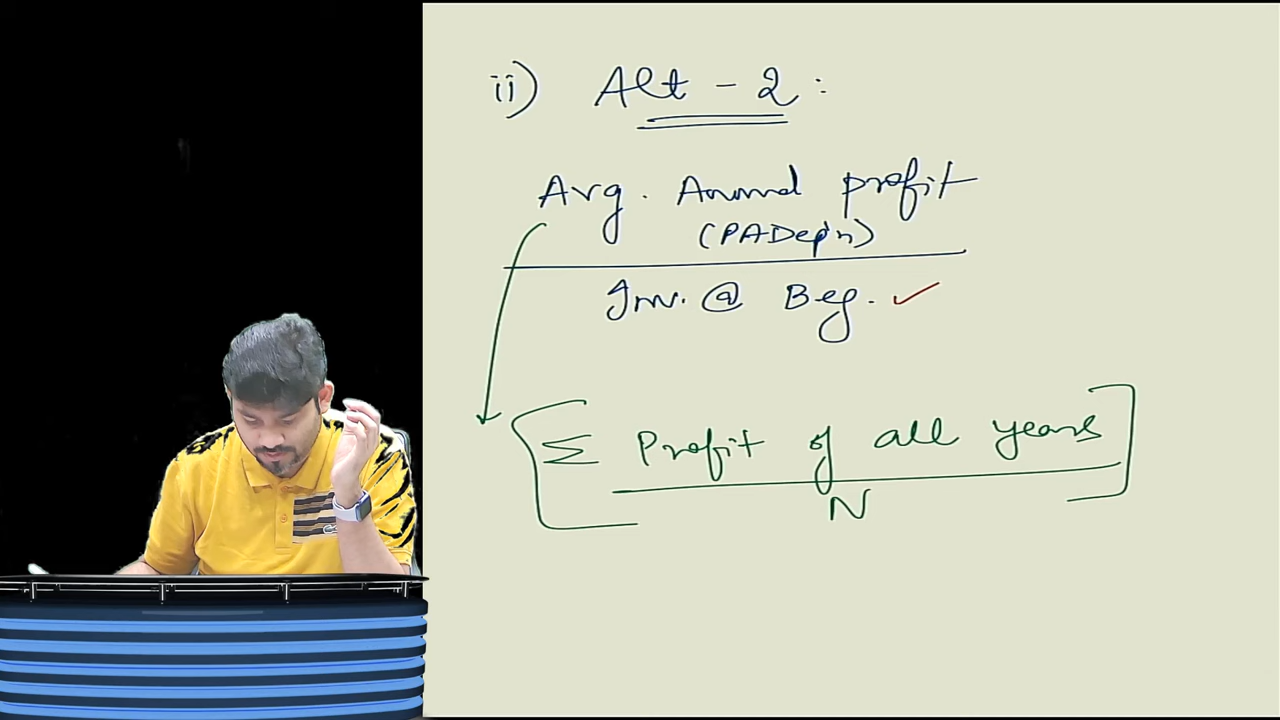 ii) Alt - 2 :
Avg. Annual profit
(PADep'n)
Inv. @ Beg. ✓
[Σ Profit of all years]
N